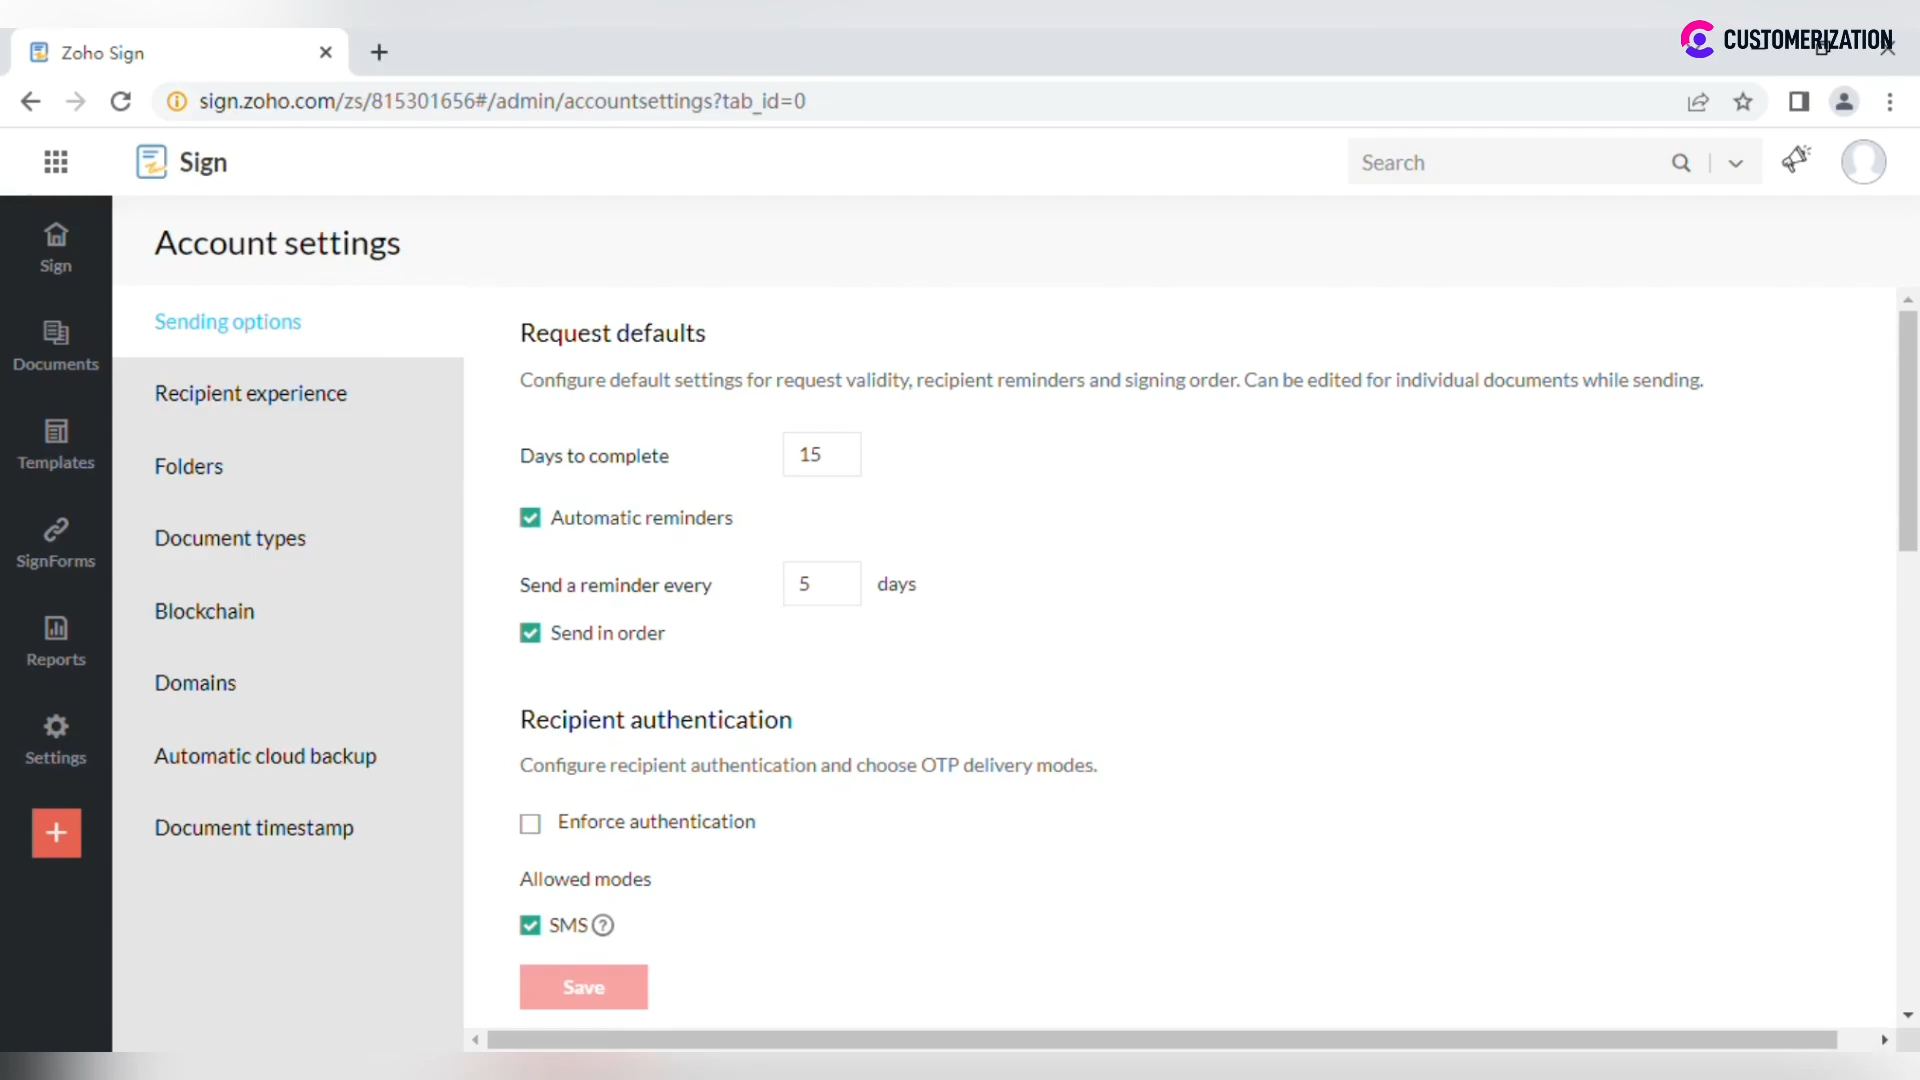 CUSTOMERIZATION
Zoho Sign
sign.zoho.com/zs/815301656#/admin/accountsettings?tab_id=0
Sign
Search
Sign
Documents
Templates
SignForms
Reports
Settings
Account settings
Sending options
Recipient experience
Folders
Document types
Blockchain
Domains
Automatic cloud backup
Document timestamp
Request defaults
Configure default settings for request validity, recipient reminders and signing order. Can be edited for individual documents while sending.
Days to complete 15
Automatic reminders
Send a reminder every 5 days
Send in order
Recipient authentication
Configure recipient authentication and choose OTP delivery modes.
Enforce authentication
Allowed modes
SMS
Save